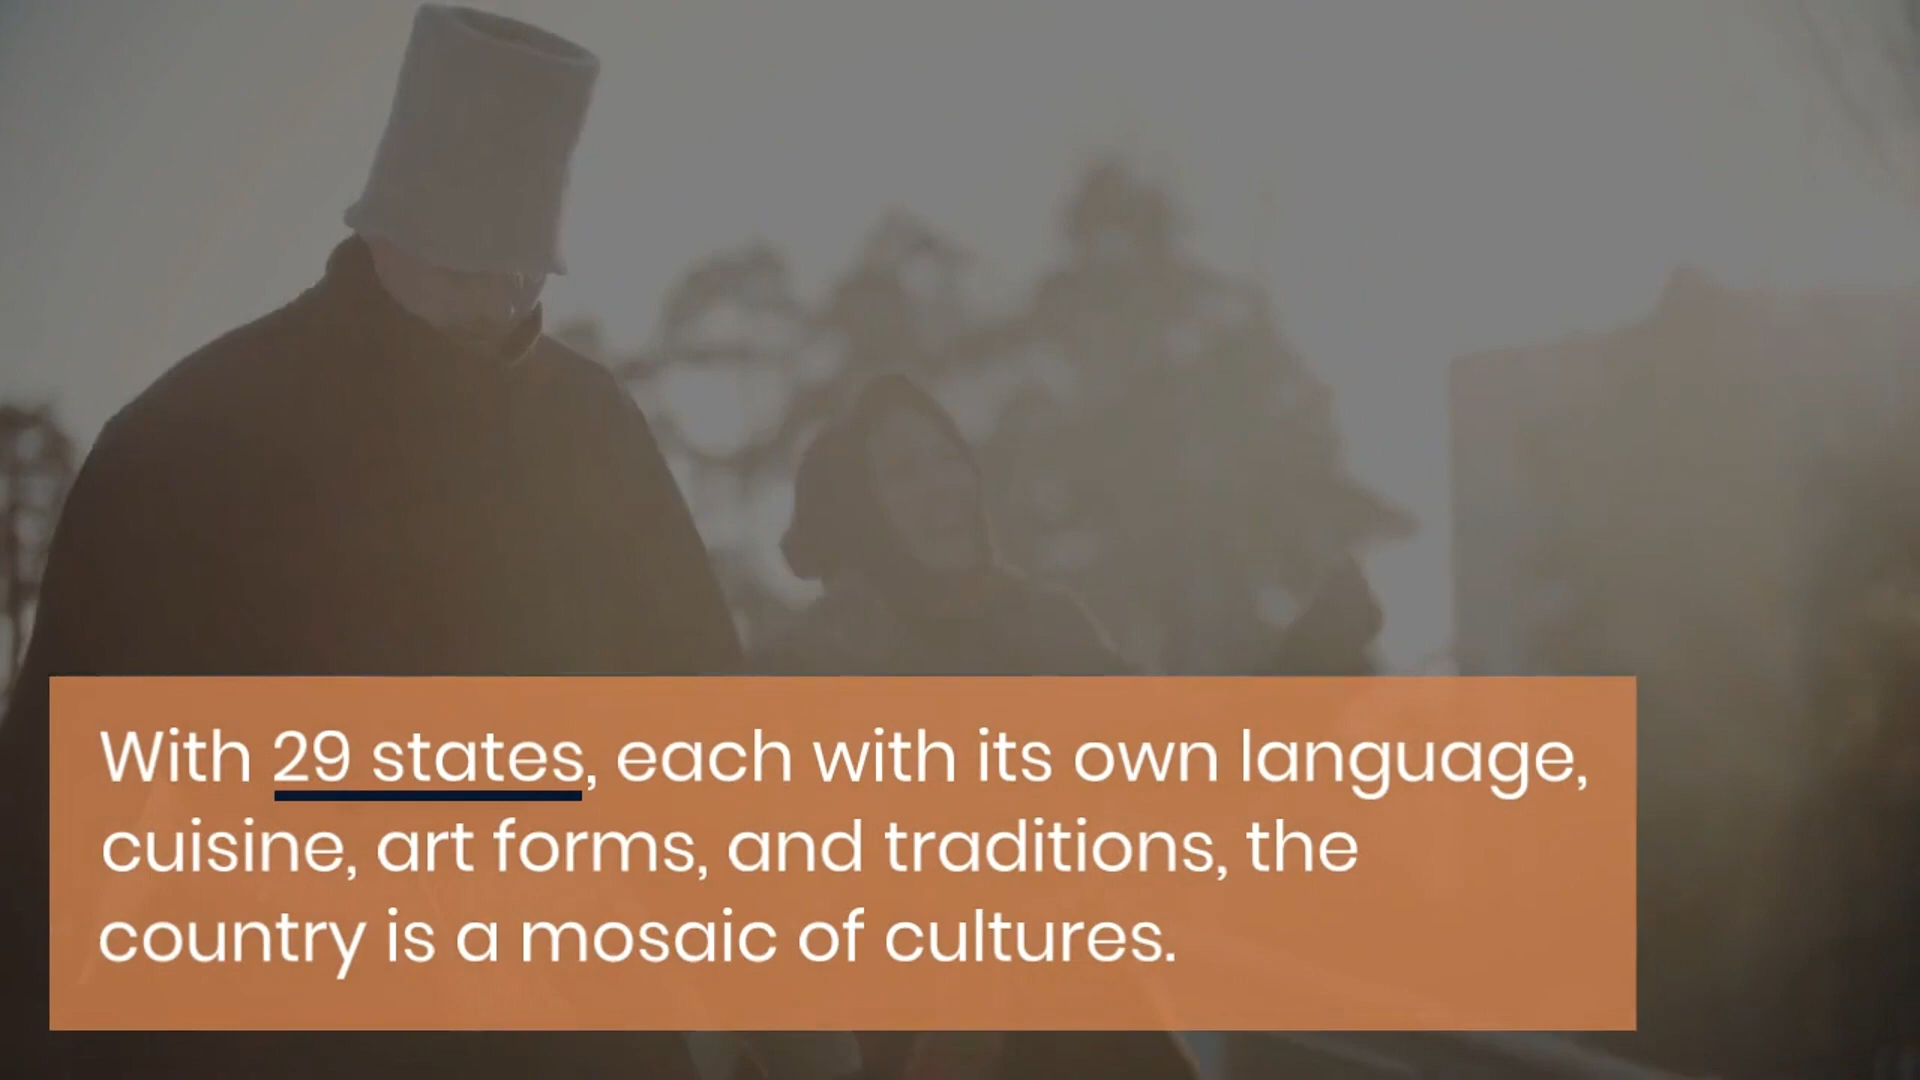 With 29 states, each with its own language,
cuisine, art forms, and traditions, the
country is a mosaic of cultures.